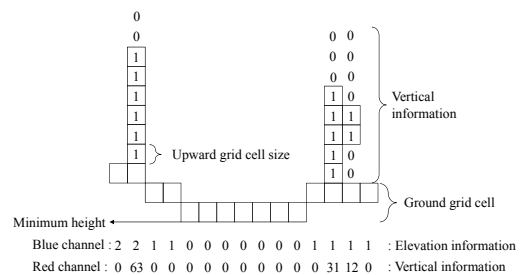 0
0 0 0
1 0 0
1 0 0
1 1 0
1 1 1
1 1 1
1 1 0
1 0
Vertical
information
Upward grid cell size
Ground grid cell
Minimum height
Blue channel : 2 2 1 1 0 0 0 0 0 0 0 1 1 1 1 : Elevation information
Red channel : 0 63 0 0 0 0 0 0 0 0 0 0 31 12 0 : Vertical information